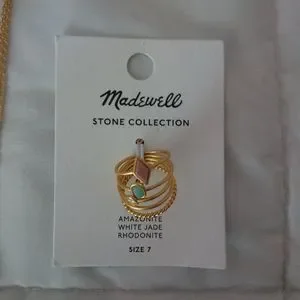 Madewell
STONE COLLECTION
AMAZONITE
WHITE JADE
RHODONITE
SIZE 7